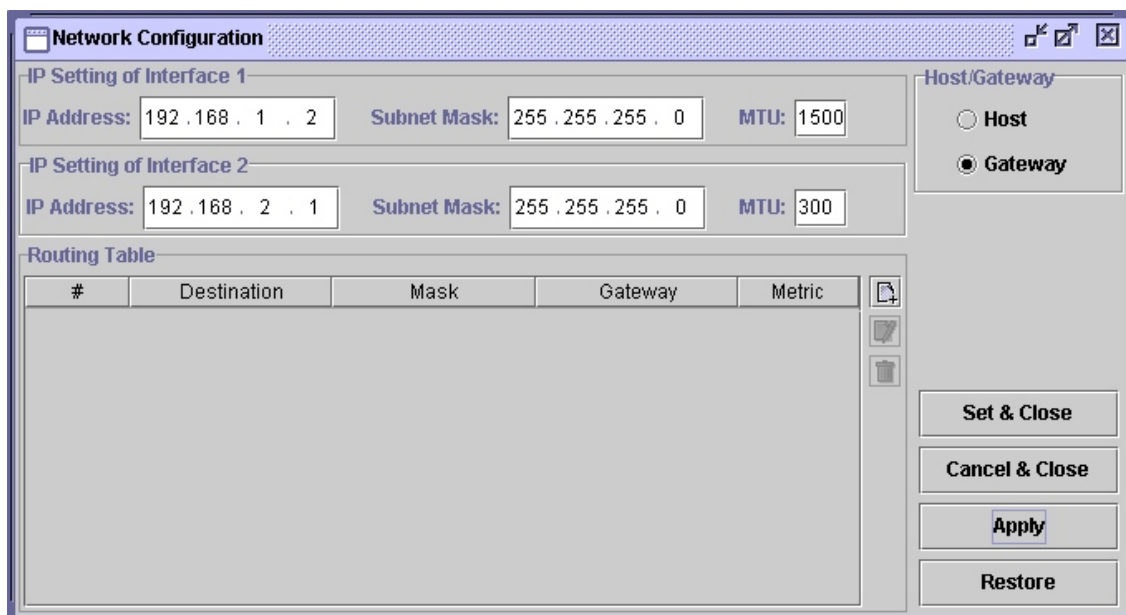 Network Configuration
IP Setting of Interface 1
IP Address: 192 . 168 . 1 . 2 Subnet Mask: 255 . 255 . 255 . 0 MTU: 1500
IP Setting of Interface 2
IP Address: 192 . 168 . 2 . 1 Subnet Mask: 255 . 255 . 255 . 0 MTU: 300
Host/Gateway
Host
Gateway
Routing Table
# Destination Mask Gateway Metric
Set & Close
Cancel & Close
Apply
Restore